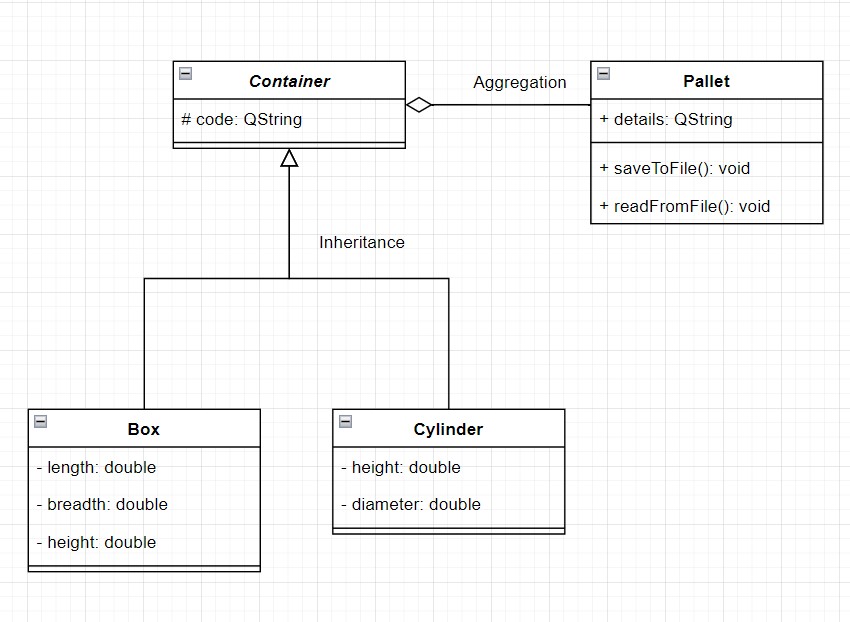 Container
# code: QString
Aggregation
Pallet
+ details: QString
+ saveToFile(): void
+ readFromFile(): void
Inheritance
Box
- length: double
- breadth: double
- height: double
Cylinder
- height: double
- diameter: double